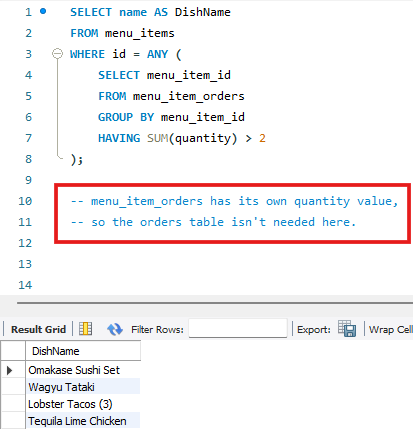 1 SELECT name AS DishName
2 FROM menu_items
3 WHERE id = ANY (
4 SELECT menu_item_id
5 FROM menu_item_orders
6 GROUP BY menu_item_id
7 HAVING SUM(quantity) > 2
8 );
9
10 -- menu_item_orders has its own quantity value,
11 -- so the orders table isn't needed here.
12
13
14
Result Grid Filter Rows: Export: Wrap Cell
DishName
Omakase Sushi Set
Wagyu Tataki
Lobster Tacos (3)
Tequila Lime Chicken